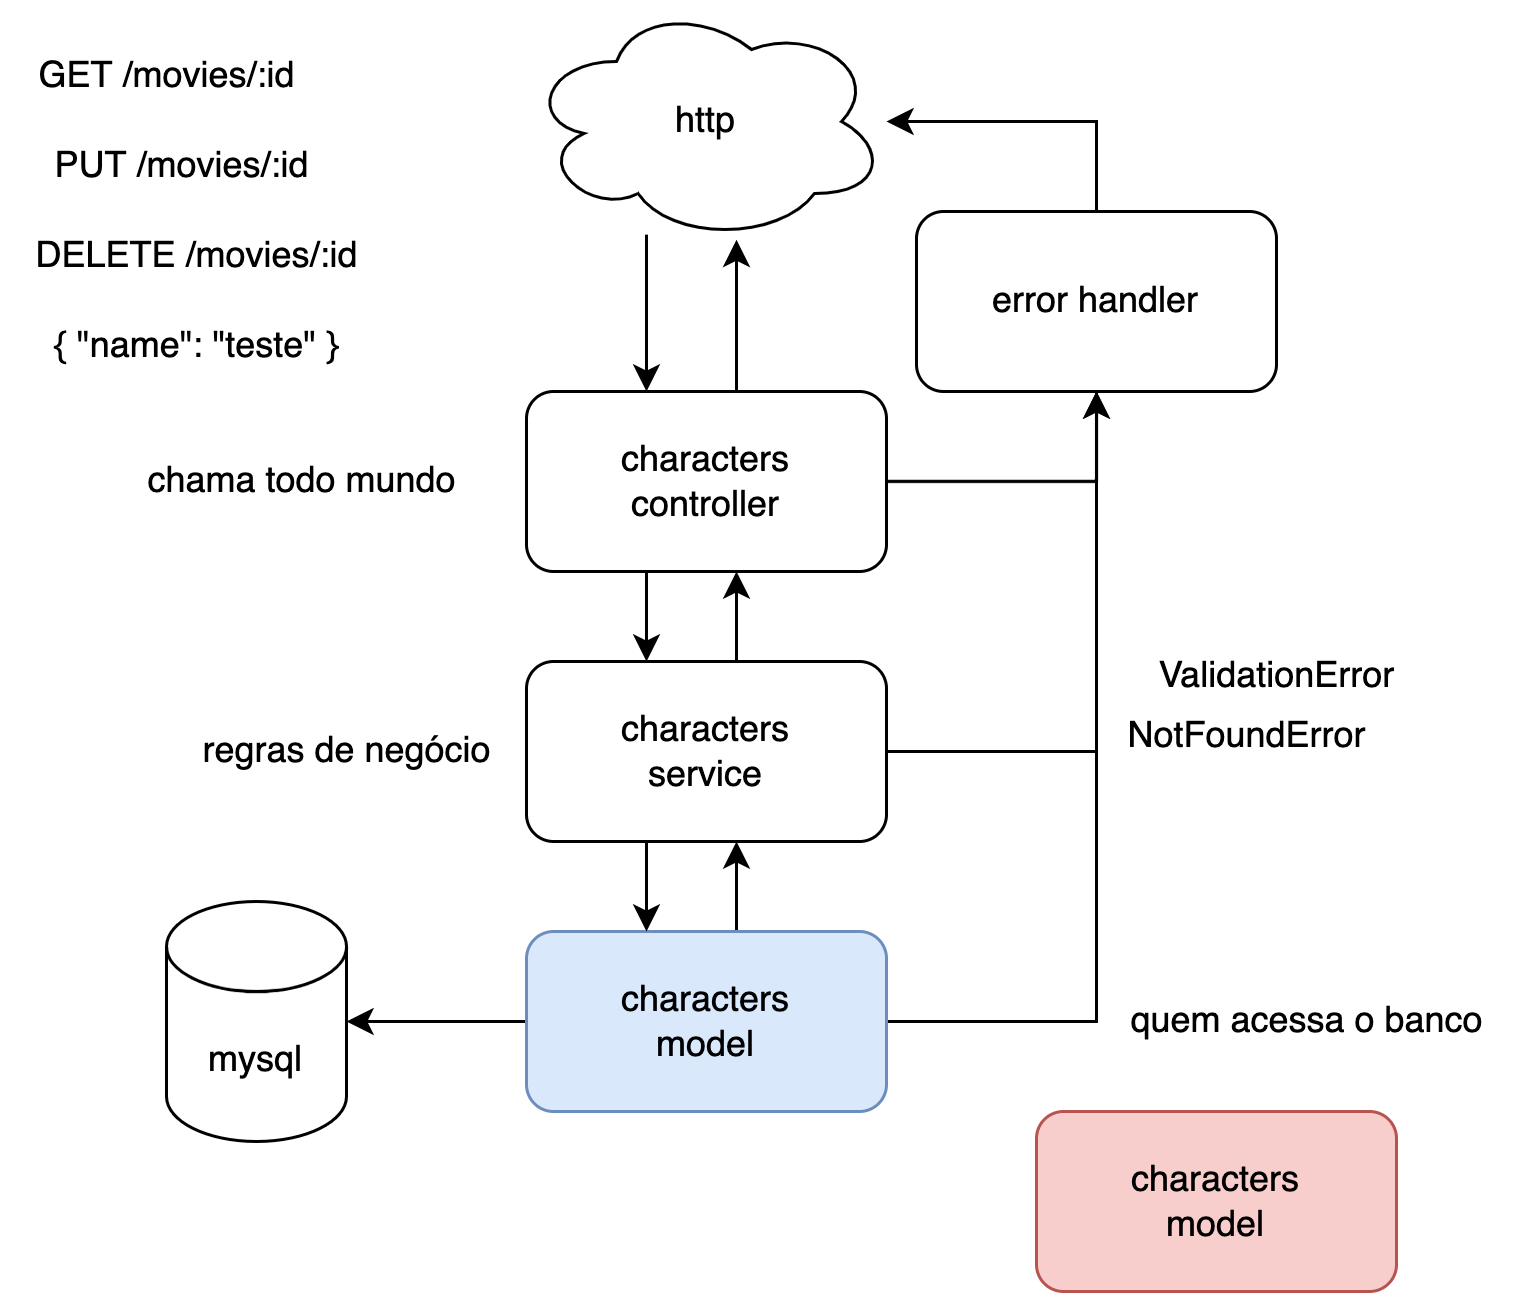 GET /movies/:id
http
PUT /movies/:id
DELETE /movies/:id
error handler
{ "name": "teste" }
chama todo mundo
characters
controller
ValidationError
NotFoundError
regras de negócio
characters
service
characters
model
quem acessa o banco
mysql
characters
model